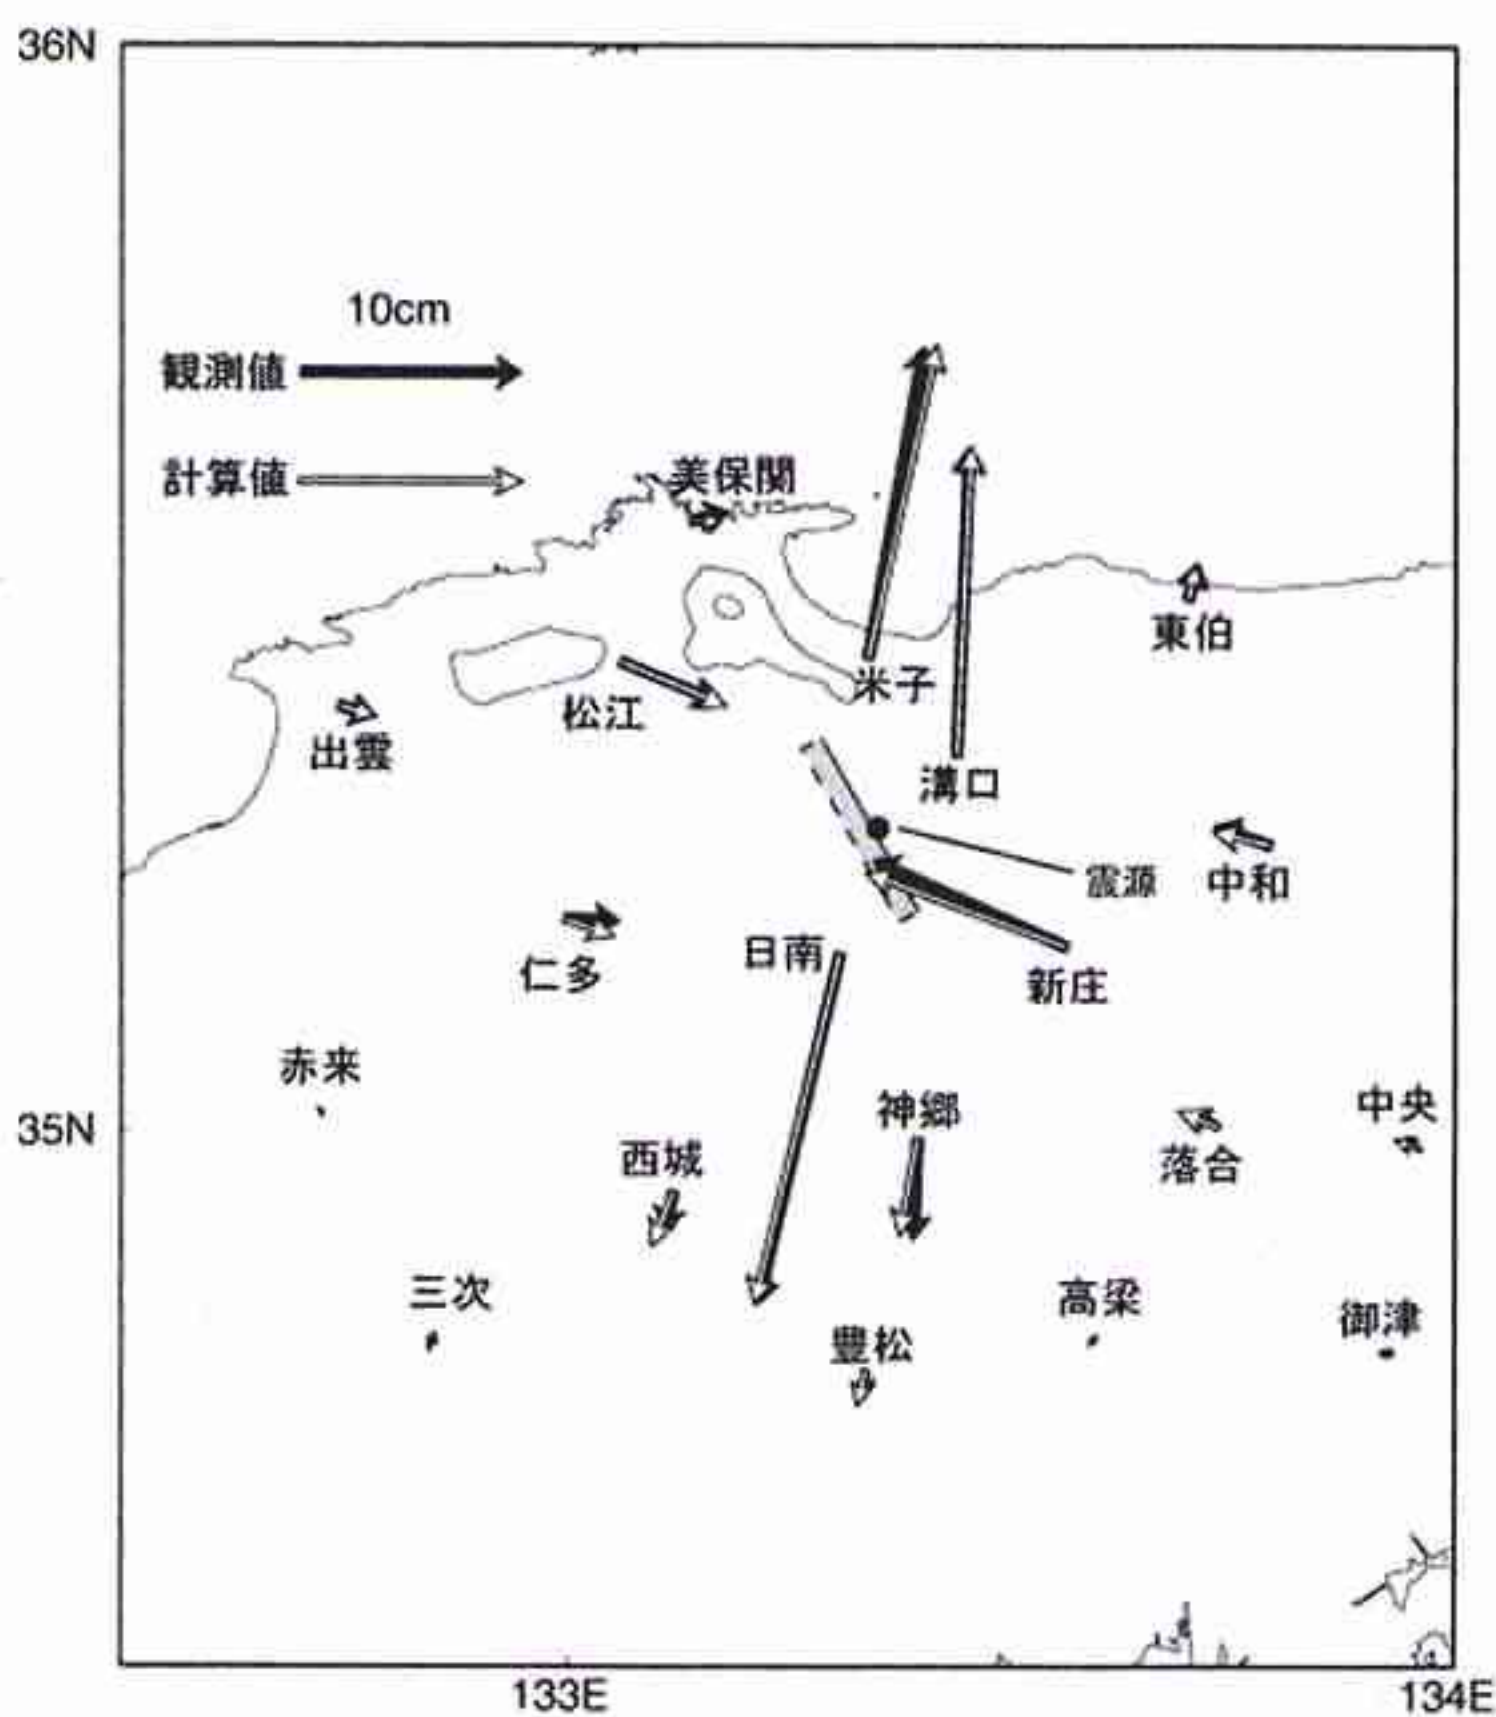 36N
10cm
観測値
計算値
美保関
東伯
米子
松江
出雲
溝口
震源
中和
日南
仁多
新庄
赤来
神郷
中央
35N
西城
落合
三次
高梁
御津
豊松
133E
134E